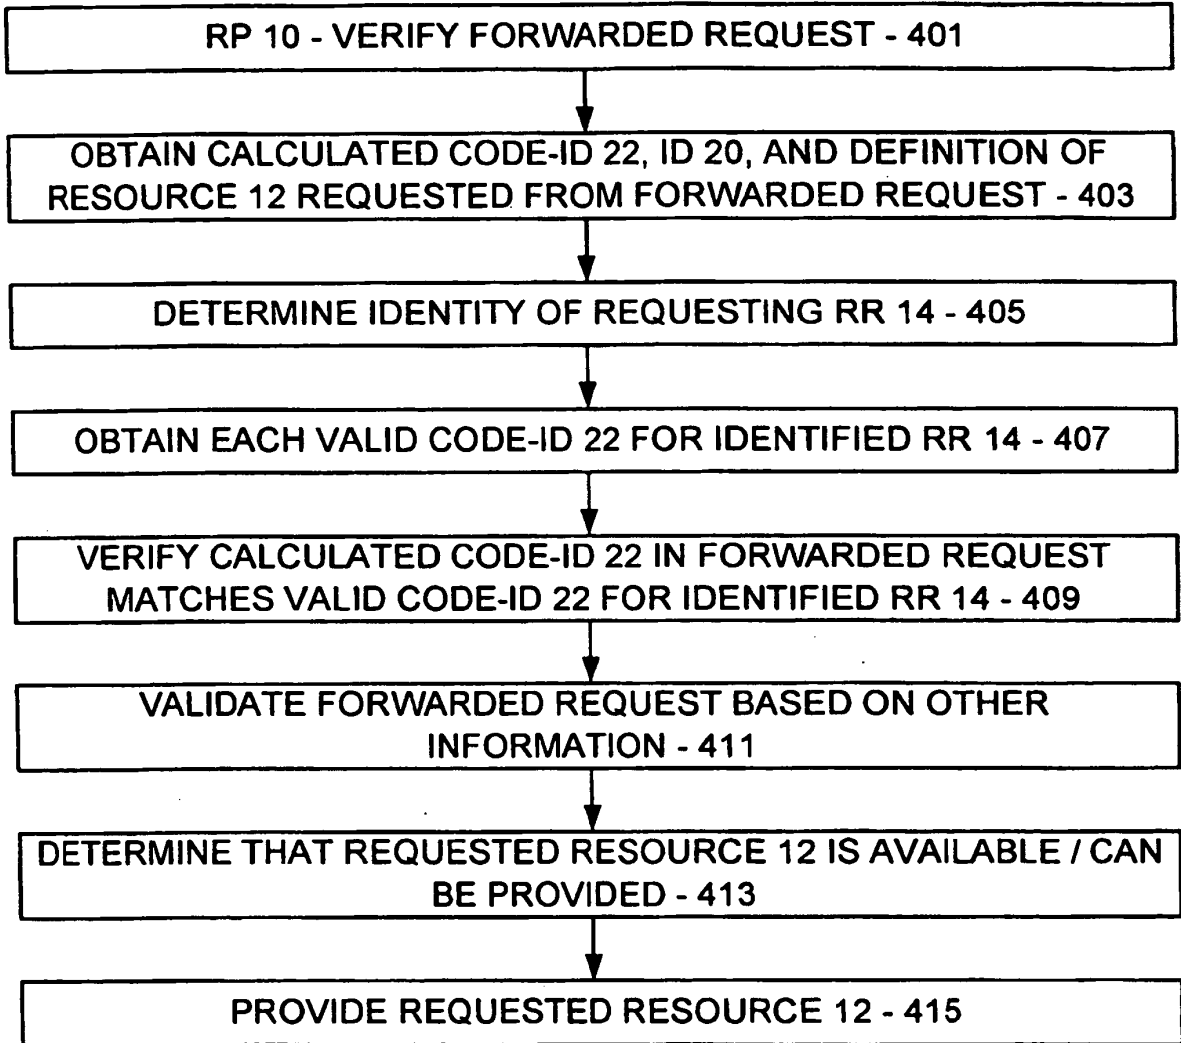 RP 10 - VERIFY FORWARDED REQUEST - 401
OBTAIN CALCULATED CODE-ID 22, ID 20, AND DEFINITION OF
RESOURCE 12 REQUESTED FROM FORWARDED REQUEST - 403
DETERMINE IDENTITY OF REQUESTING RR 14 - 405
OBTAIN EACH VALID CODE-ID 22 FOR IDENTIFIED RR 14 - 407
VERIFY CALCULATED CODE-ID 22 IN FORWARDED REQUEST
MATCHES VALID CODE-ID 22 FOR IDENTIFIED RR 14 - 409
VALIDATE FORWARDED REQUEST BASED ON OTHER
INFORMATION - 411
DETERMINE THAT REQUESTED RESOURCE 12 IS AVAILABLE / CAN
BE PROVIDED - 413
PROVIDE REQUESTED RESOURCE 12 - 415